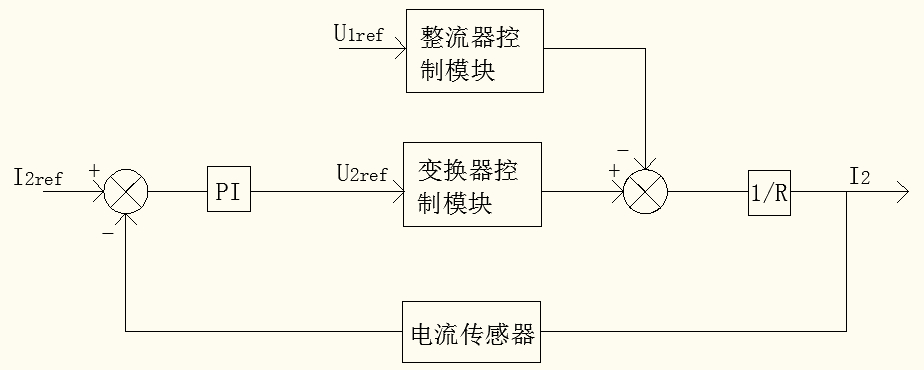 U1ref
整流器控
制模块
-
I2ref
+
PI
U2ref
变换器控
制模块
+
1/R
I2
-
电流传感器